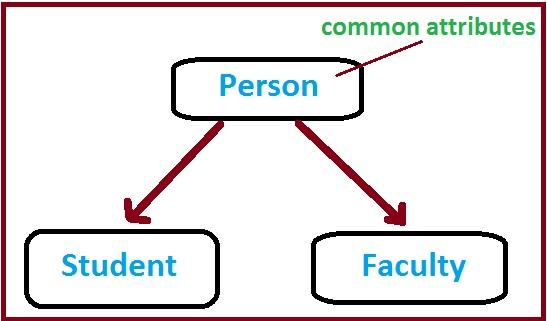 common attributes
Person
Student
Faculty